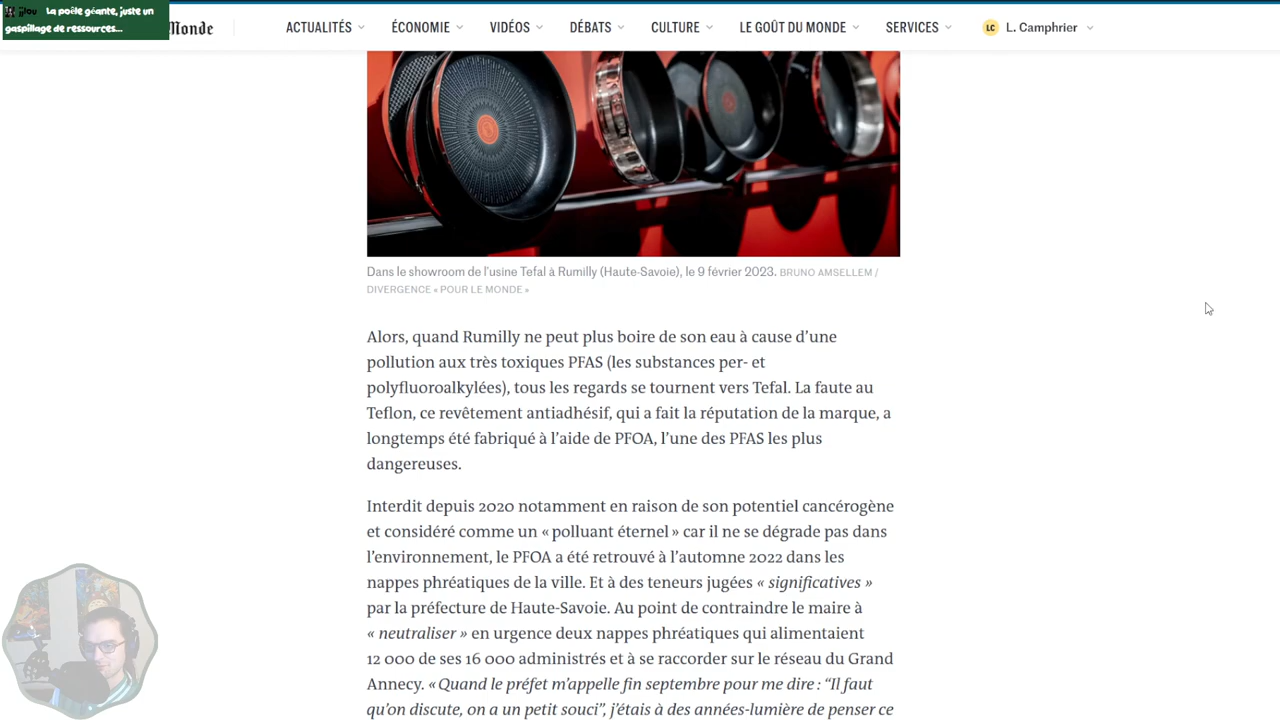 jjlou La poêle géante, juste un
gaspillage de ressources...
Monde
ACTUALITÉS ÉCONOMIE VIDÉOS DÉBATS CULTURE LE GOÛT DU MONDE SERVICES LC L. Camphrier
Dans le showroom de l'usine Tefal à Rumilly (Haute-Savoie), le 9 février 2023. BRUNO AMSELLEM /
DIVERGENCE « POUR LE MONDE »
Alors, quand Rumilly ne peut plus boire de son eau à cause d'une
pollution aux très toxiques PFAS (les substances per- et
polyfluoroalkylées), tous les regards se tournent vers Tefal. La faute au
Teflon, ce revêtement antiadhésif, qui a fait la réputation de la marque, a
longtemps été fabriqué à l'aide de PFOA, l'une des PFAS les plus
dangereuses.
Interdit depuis 2020 notamment en raison de son potentiel cancérogène
et considéré comme un « polluant éternel » car il ne se dégrade pas dans
l'environnement, le PFOA a été retrouvé à l'automne 2022 dans les
nappes phréatiques de la ville. Et à des teneurs jugées « significatives »
par la préfecture de Haute-Savoie. Au point de contraindre le maire à
« neutraliser » en urgence deux nappes phréatiques qui alimentaient
12 000 de ses 16 000 administrés et à se raccorder sur le réseau du Grand
Annecy. « Quand le préfet m'appelle fin septembre pour me dire : "Il faut
qu'on discute, on a un petit souci", j'étais à des années-lumière de penser ce